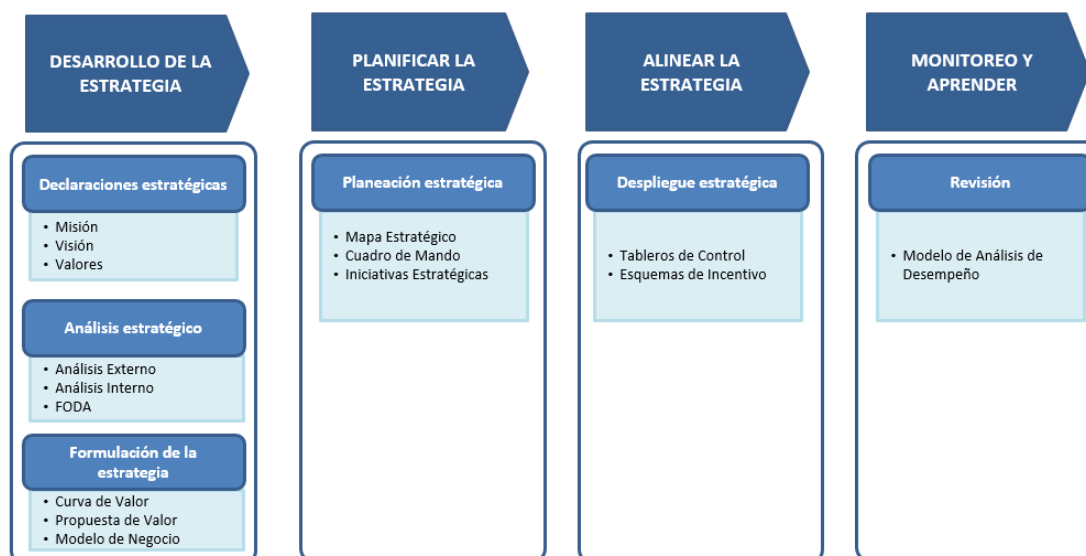 DESARROLLO DE LA
ESTRATEGIA
Declaraciones estratégicas
• Misión
• Visión
• Valores
Análisis estratégico
• Análisis Externo
• Análisis Interno
• FODA
Formulación de la
estrategia
• Curva de Valor
• Propuesta de Valor
• Modelo de Negocio
PLANIFICAR LA
ESTRATEGIA
Planeación estratégica
• Mapa Estratégico
• Cuadro de Mando
• Iniciativas Estratégicas
ALINEAR LA
ESTRATEGIA
Despliegue estratégica
• Tableros de Control
• Esquemas de Incentivo
MONITOREO Y
APRENDER
Revisión
• Modelo de Análisis de
Desempeño